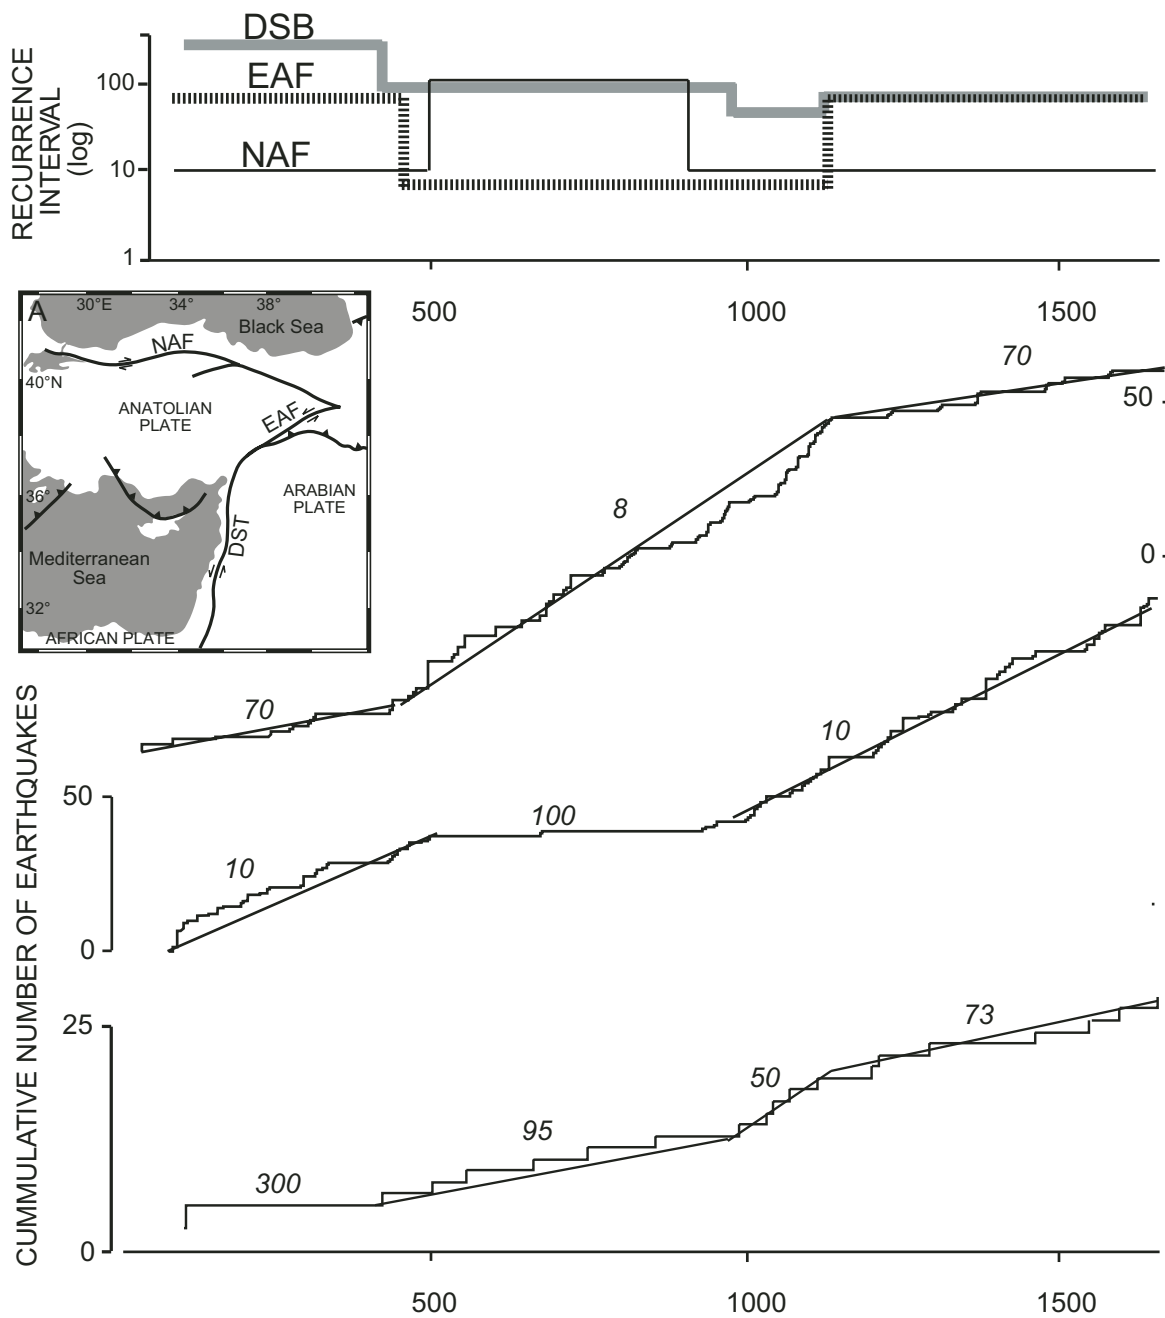 DSB
EAF
NAF
RECURRENCE
INTERVAL
(log)
100
10
1
500
1000
1500
A
30°E
34°
38°
Black Sea
NAF
40°N
ANATOLIAN
PLATE
EAF
36°
ARABIAN
PLATE
DST
Mediterranean
Sea
32°
AFRICAN PLATE
70
50
8
0
70
10
50
100
10
0
CUMMULATIVE NUMBER OF EARTHQUAKES
25
73
50
95
300
0
500
1000
1500